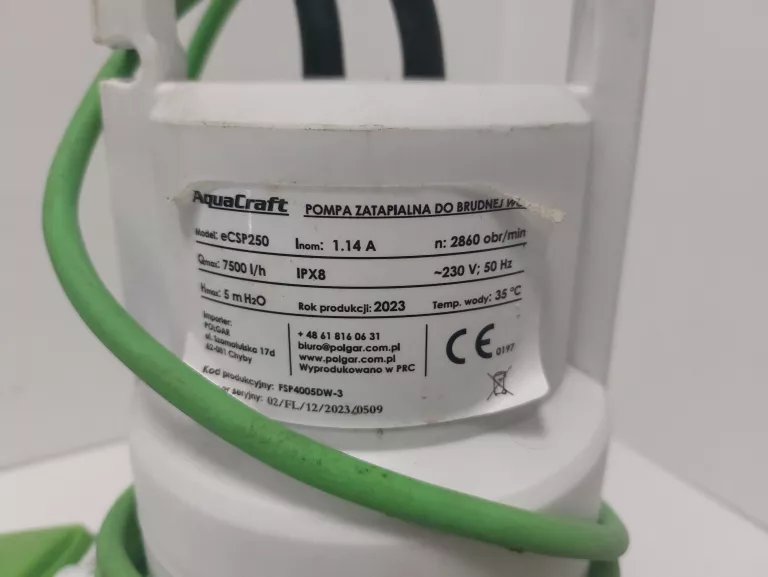 AquaCraft POMPA ZATAPIALNA DO BRUDNEJ
Model: eCSP250 Inom: 1.14 A n: 2860 obr/min
Qmax: 7500 l/h IPX8 ~230 V; 50 Hz
Hmax: 5 m H2O Rok produkcji: 2023 Temp. wody: 35 °C
Importer:
POLGAR
ul. Szamotulska 17d
62-001 Chyby
+ 48 61 816 06 31
biuro@polgar.com.pl
www.polgar.com.pl
Wyprodukowano w PRC
CE 0197
Kod produkcyjny: FSP4005DW-3
seryjny: 02/FL/12/2023/0509